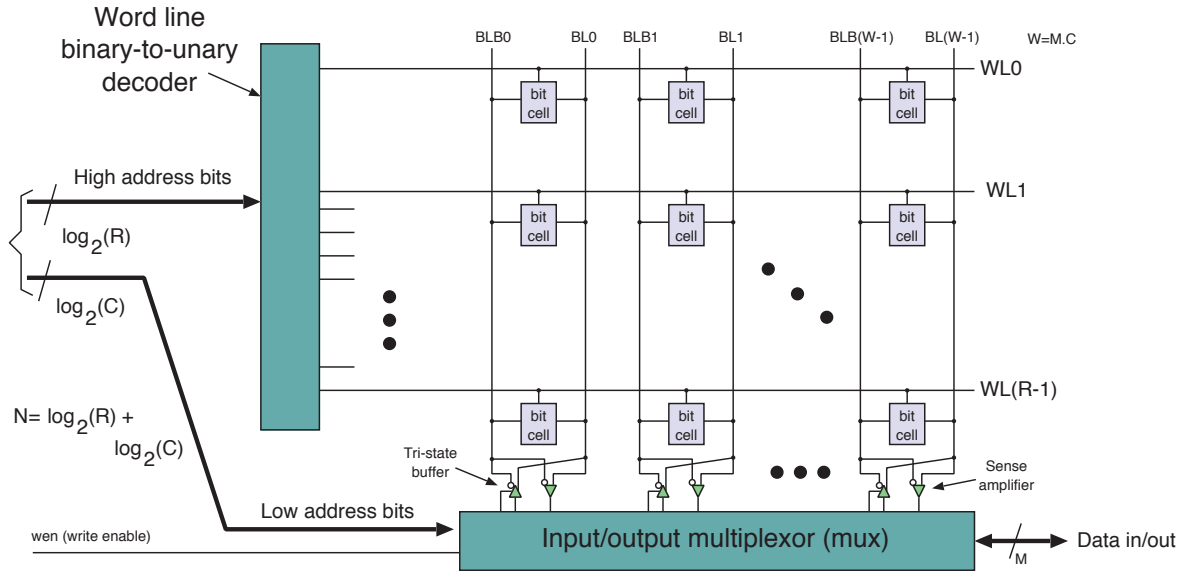 Word line
binary-to-unary
decoder
BLB0 BL0 BLB1 BL1 BLB(W-1) BL(W-1) W=M.C
WL0
bit
cell
bit
cell
bit
cell
High address bits
WL1
bit
cell
bit
cell
bit
cell
log2(R)
log2(C)
WL(R-1)
bit
cell
bit
cell
bit
cell
N= log2(R) +
log2(C)
Tri-state
buffer
Sense
amplifier
Low address bits
wen (write enable)
Input/output multiplexor (mux)
M
Data in/out